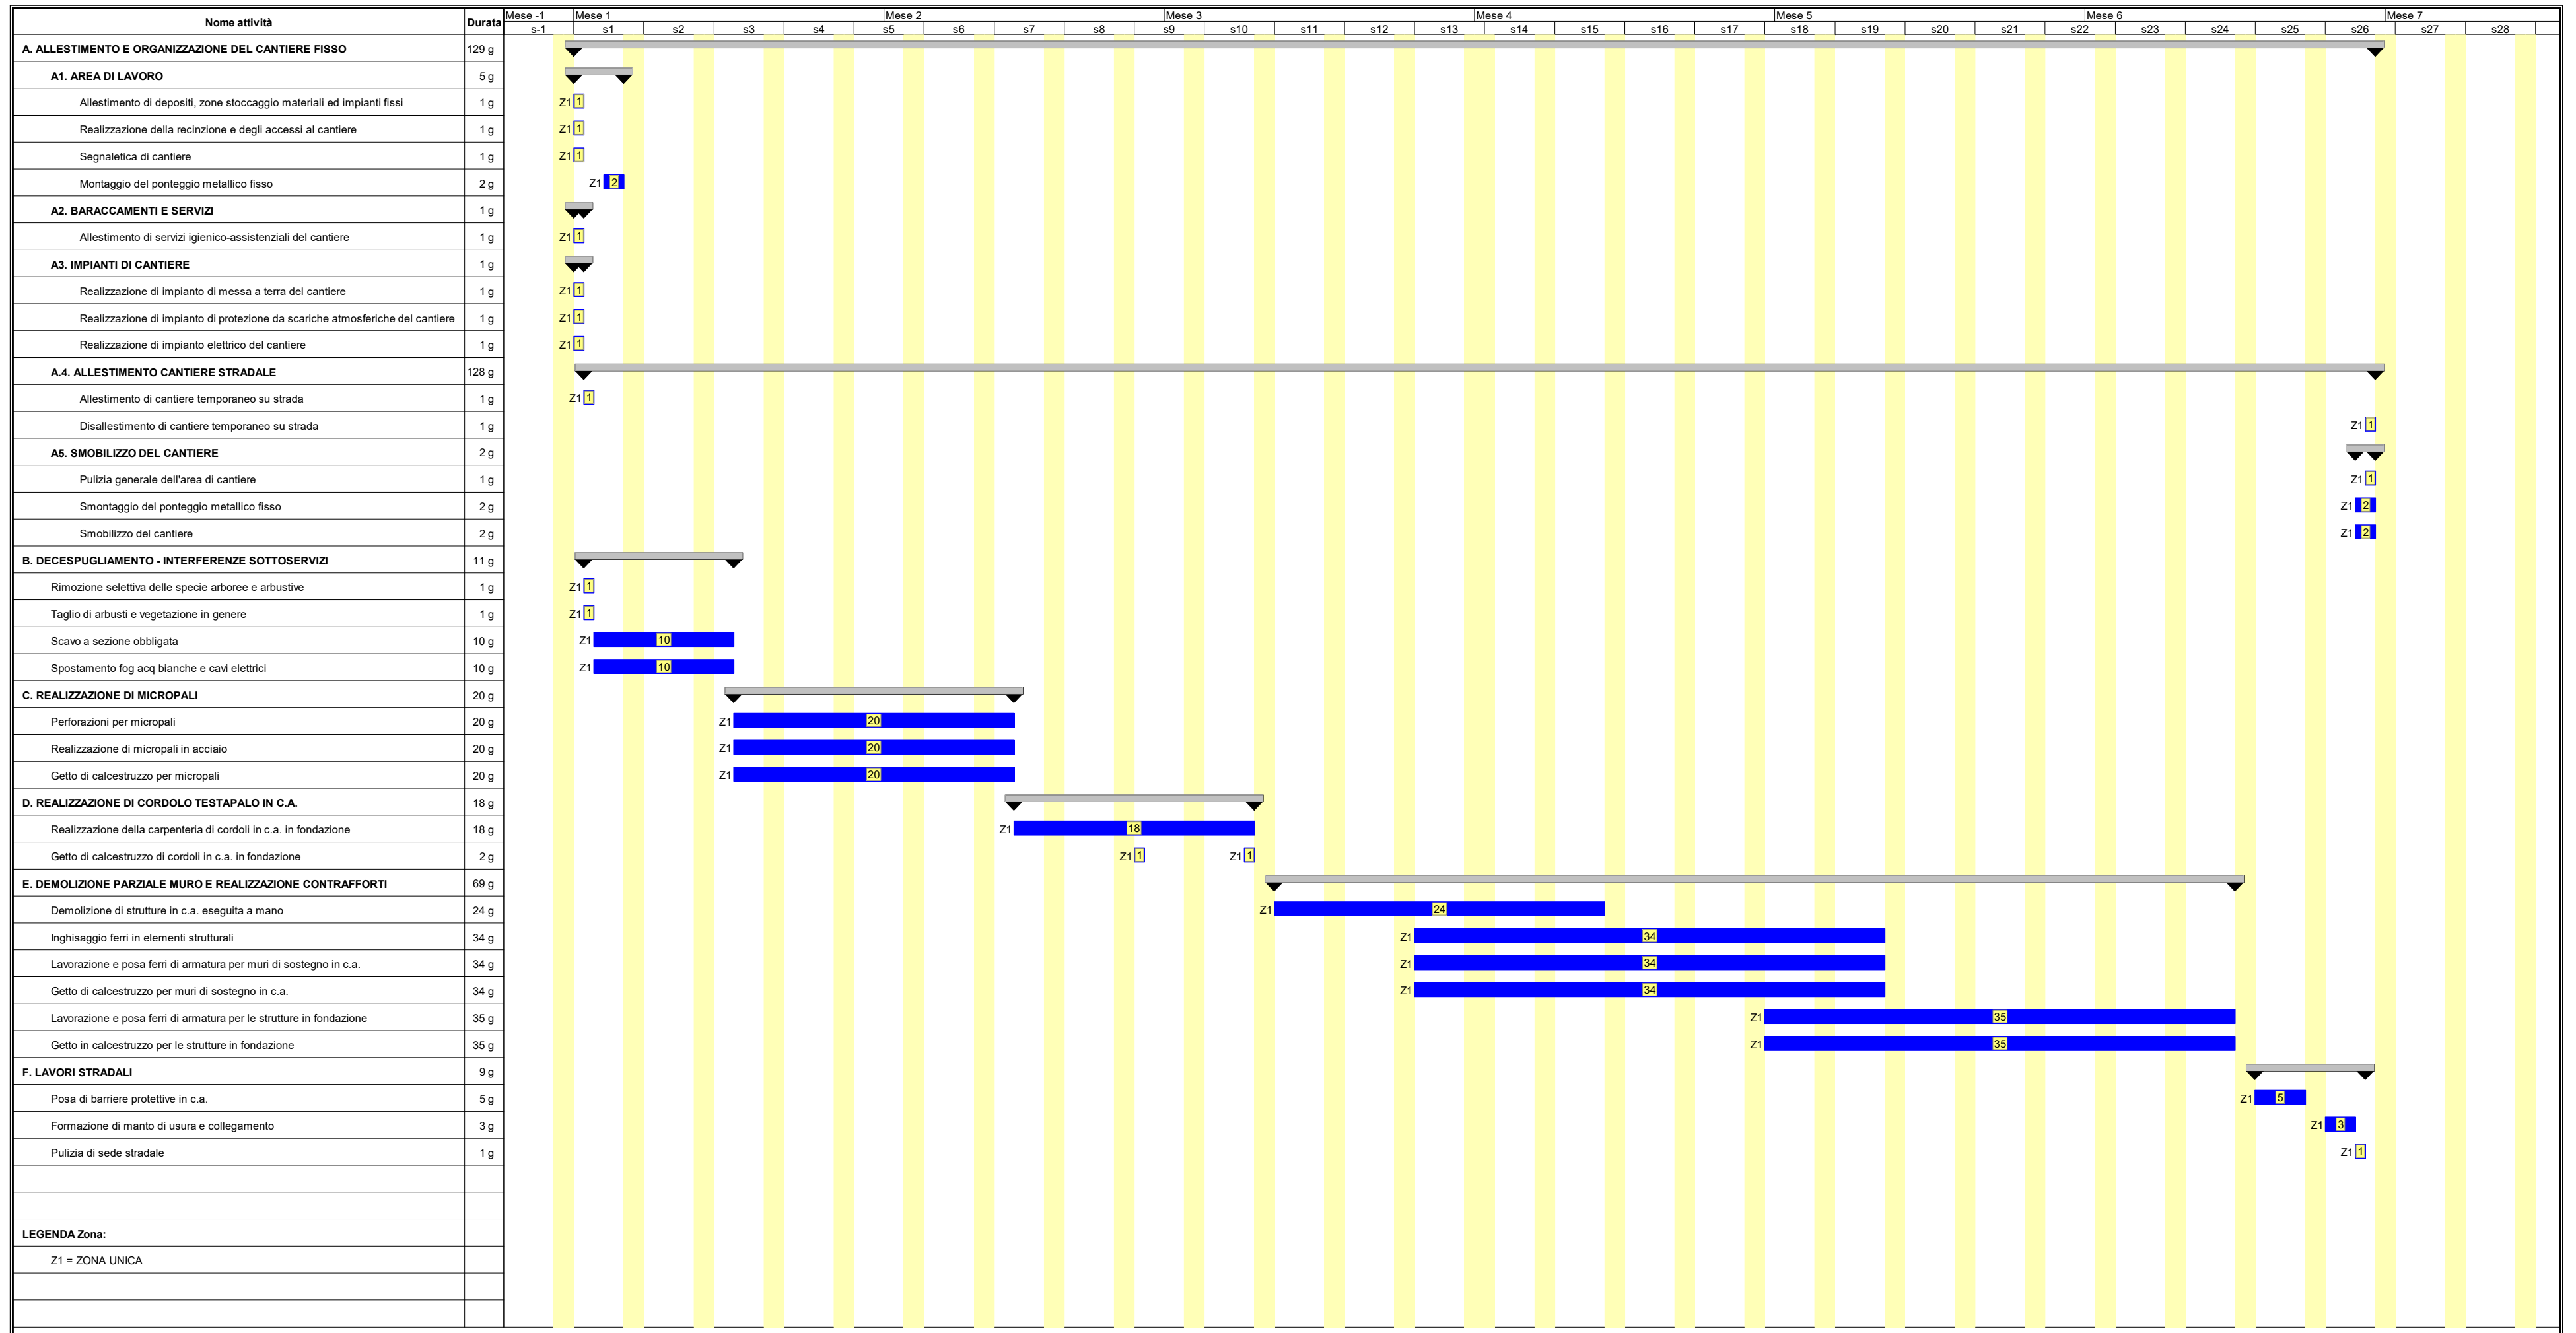 Nome attività Durata Mese -1 Mese 1 Mese 2 Mese 3 Mese 4 Mese 5 Mese 6 Mese 7
s-1 s1 s2 s3 s4 s5 s6 s7 s8 s9 s10 s11 s12 s13 s14 s15 s16 s17 s18 s19 s20 s21 s22 s23 s24 s25 s26 s27 s28
A. ALLESTIMENTO E ORGANIZZAZIONE DEL CANTIERE FISSO 129 g
A1. AREA DI LAVORO 5 g
Allestimento di depositi, zone stoccaggio materiali ed impianti fissi 1 g Z1 1
Realizzazione della recinzione e degli accessi al cantiere 1 g Z1 1
Segnaletica di cantiere 1 g Z1 1
Montaggio del ponteggio metallico fisso 2 g Z1 2
A2. BARACCAMENTI E SERVIZI 1 g
Allestimento di servizi igienico-assistenziali del cantiere 1 g Z1 1
A3. IMPIANTI DI CANTIERE 1 g
Realizzazione di impianto di messa a terra del cantiere 1 g Z1 1
Realizzazione di impianto di protezione da scariche atmosferiche del cantiere 1 g Z1 1
Realizzazione di impianto elettrico del cantiere 1 g Z1 1
A.4. ALLESTIMENTO CANTIERE STRADALE 128 g
Allestimento di cantiere temporaneo su strada 1 g Z1 1
Disallestimento di cantiere temporaneo su strada 1 g Z1 1
A5. SMOBILIZZO DEL CANTIERE 2 g
Pulizia generale dell'area di cantiere 1 g Z1 1
Smontaggio del ponteggio metallico fisso 2 g Z1 2
Smobilizzo del cantiere 2 g Z1 2
B. DECESPUGLIAMENTO - INTERFERENZE SOTTOSERVIZI 11 g
Rimozione selettiva delle specie arboree e arbustive 1 g Z1 1
Taglio di arbusti e vegetazione in genere 1 g Z1 1
Scavo a sezione obbligata 10 g Z1 10
Spostamento fog acq bianche e cavi elettrici 10 g Z1 10
C. REALIZZAZIONE DI MICROPALI 20 g
Perforazioni per micropali 20 g Z1 20
Realizzazione di micropali in acciaio 20 g Z1 20
Getto di calcestruzzo per micropali 20 g Z1 20
D. REALIZZAZIONE DI CORDOLO TESTAPALO IN C.A. 18 g
Realizzazione della carpenteria di cordoli in c.a. in fondazione 18 g Z1 18
Getto di calcestruzzo di cordoli in c.a. in fondazione 2 g Z1 1 Z1 1
E. DEMOLIZIONE PARZIALE MURO E REALIZZAZIONE CONTRAFFORTI 69 g
Demolizione di strutture in c.a. eseguita a mano 24 g Z1 24
Inghisaggio ferri in elementi strutturali 34 g Z1 34
Lavorazione e posa ferri di armatura per muri di sostegno in c.a. 34 g Z1 34
Getto di calcestruzzo per muri di sostegno in c.a. 34 g Z1 34
Lavorazione e posa ferri di armatura per le strutture in fondazione 35 g Z1 35
Getto in calcestruzzo per le strutture in fondazione 35 g Z1 35
F. LAVORI STRADALI 9 g
Posa di barriere protettive in c.a. 5 g Z1 5
Formazione di manto di usura e collegamento 3 g Z1 3
Pulizia di sede stradale 1 g Z1 1
LEGENDA Zona:
Z1 = ZONA UNICA